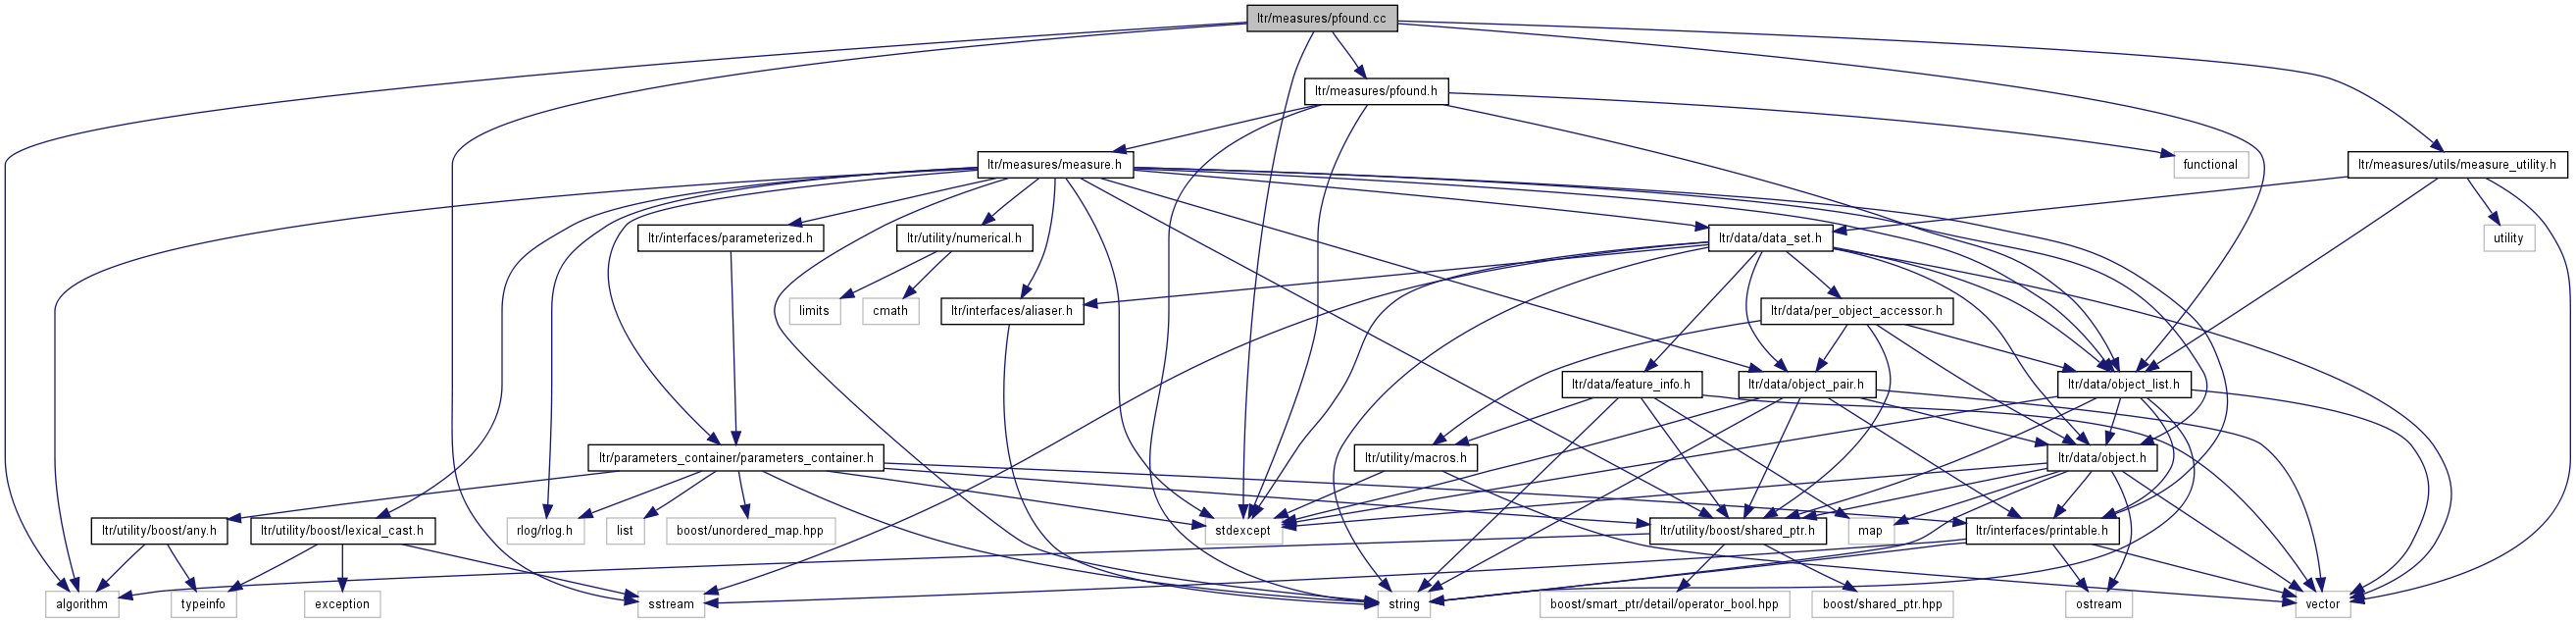 ltr/measures/pfound.cc
ltr/measures/pfound.h
ltr/measures/measure.h
functional
ltr/measures/utils/measure_utility.h
ltr/interfaces/parameterized.h
ltr/utility/numerical.h
ltr/data/data_set.h
utility
limits
cmath
ltr/interfaces/aliaser.h
ltr/data/per_object_accessor.h
ltr/data/feature_info.h
ltr/data/object_pair.h
ltr/data/object_list.h
ltr/parameters_container/parameters_container.h
ltr/utility/macros.h
ltr/data/object.h
ltr/utility/boost/any.h
ltr/utility/boost/lexical_cast.h
rlog/rlog.h
list
boost/unordered_map.hpp
stdexcept
ltr/utility/boost/shared_ptr.h
map
ltr/interfaces/printable.h
algorithm
typeinfo
exception
sstream
string
boost/smart_ptr/detail/operator_bool.hpp
boost/shared_ptr.hpp
ostream
vector